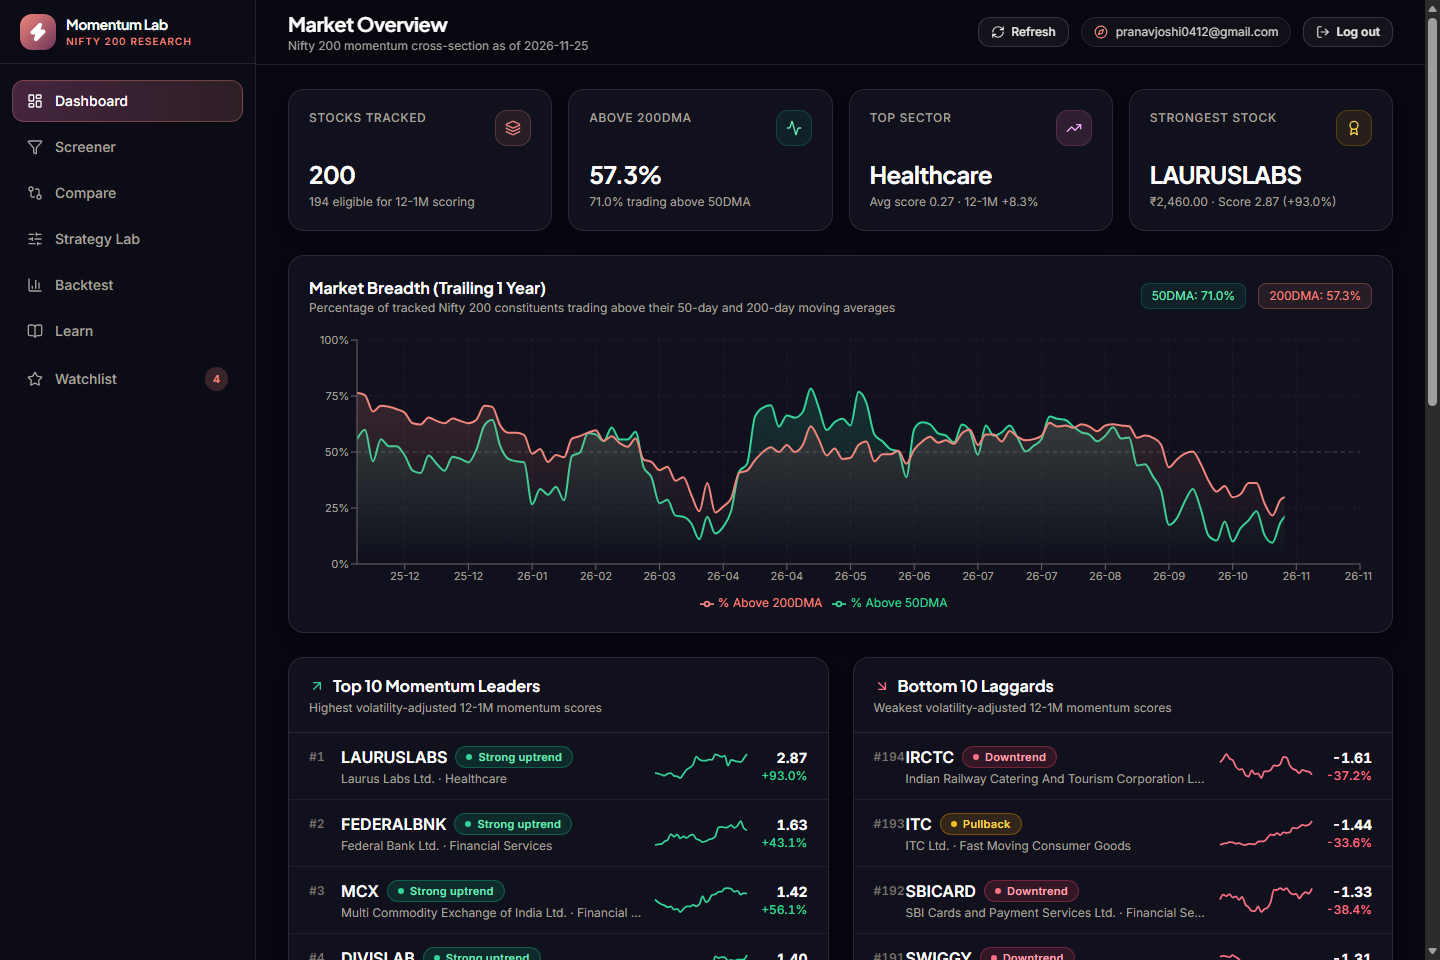 Momentum Lab
NIFTY 200 RESEARCH
Dashboard
Screener
Compare
Strategy Lab
Backtest
Learn
Watchlist 4
Market Overview
Nifty 200 momentum cross-section as of 2026-11-25
Refresh
pranavjoshi0412@gmail.com
Log out
STOCKS TRACKED
200
194 eligible for 12-1M scoring
ABOVE 200DMA
57.3%
71.0% trading above 50DMA
TOP SECTOR
Healthcare
Avg score 0.27 · 12-1M +8.3%
STRONGEST STOCK
LAURUSLABS
₹2,460.00 · Score 2.87 (+93.0%)
Market Breadth (Trailing 1 Year)
Percentage of tracked Nifty 200 constituents trading above their 50-day and 200-day moving averages
50DMA: 71.0%
200DMA: 57.3%
100%
75%
50%
25%
0%
25-12 25-12 26-01 26-02 26-03 26-04 26-04 26-05 26-06 26-07 26-07 26-08 26-09 26-10 26-11 26-11
% Above 200DMA % Above 50DMA
Top 10 Momentum Leaders
Highest volatility-adjusted 12-1M momentum scores
#1 LAURUSLABS Strong uptrend 2.87
Laurus Labs Ltd. · Healthcare +93.0%
#2 FEDERALBNK Strong uptrend 1.63
Federal Bank Ltd. · Financial Services +43.1%
#3 MCX Strong uptrend 1.42
Multi Commodity Exchange of India Ltd. · Financial ... +56.1%
#4 DIVISLAB Strong uptrend 1.40
Bottom 10 Laggards
Weakest volatility-adjusted 12-1M momentum scores
#194 IRCTC Downtrend -1.61
Indian Railway Catering And Tourism Corporation L... -37.2%
#193 ITC Pullback -1.44
ITC Ltd. · Fast Moving Consumer Goods -33.6%
#192 SBICARD Downtrend -1.33
SBI Cards and Payment Services Ltd. · Financial Se... -38.4%
#191 SWIGGY Downtrend -1.31